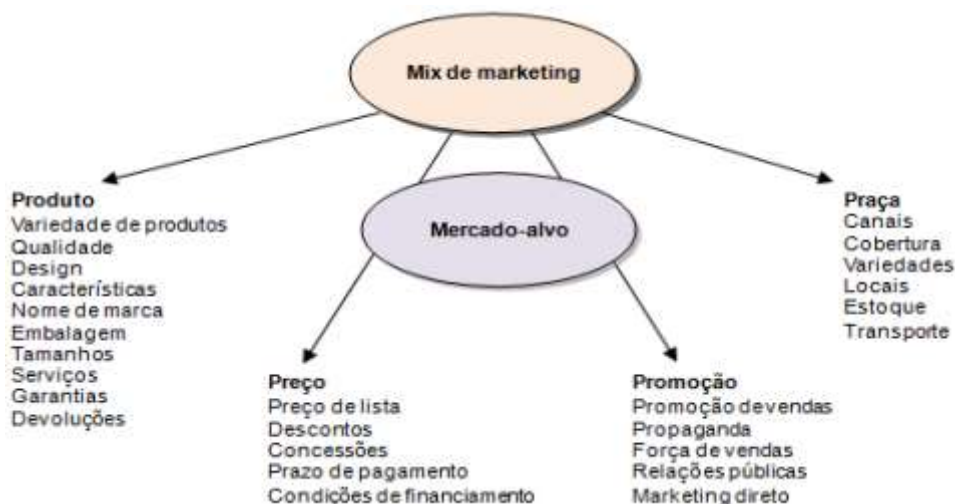 Mix de marketing
Mercado-alvo
Produto
Variedade de produtos
Qualidade
Design
Características
Nome de marca
Embalagem
Tamanhos
Serviços
Garantias
Devoluções
Preço
Preço de lista
Descontos
Concessões
Prazo de pagamento
Condições de financiamento
Promoção
Promoção de vendas
Propaganda
Força de vendas
Relações públicas
Marketing direto
Praça
Canais
Cobertura
Variedades
Locais
Estoque
Transporte